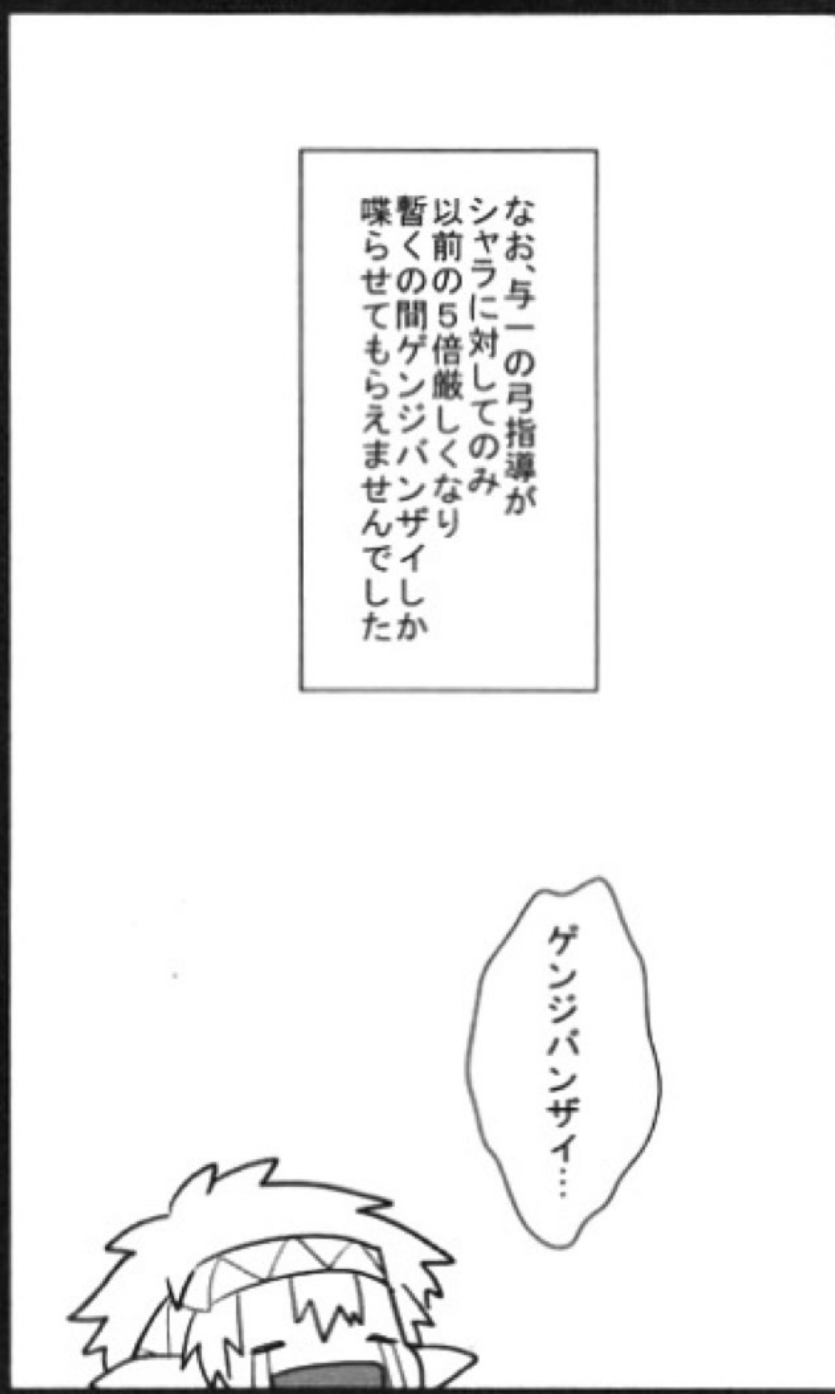 なお、与一の弓指導が
シャラに対してのみ
以前の5倍厳しくなり
暫くの間ゲンジバンザイしか
喋らせてもらえませんでした
ゲンジバンザイ…